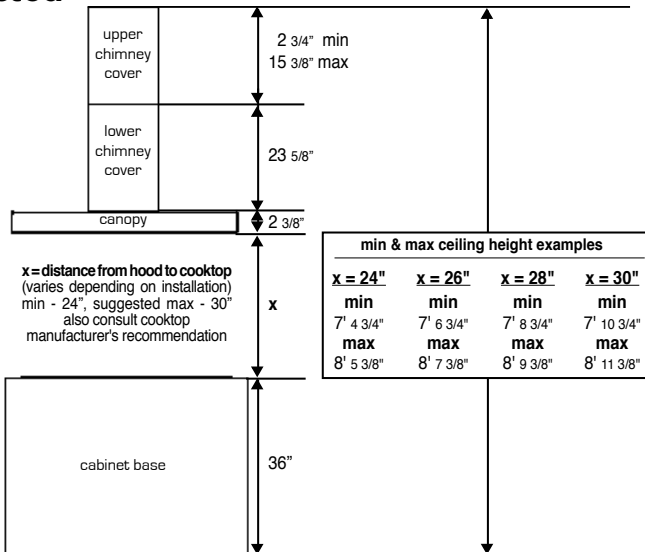 upper
chimney
cover
2 3/4" min
15 3/8" max
lower
chimney
cover
23 5/8"
canopy
2 3/8"
x = distance from hood to cooktop
(varies depending on installation)
min - 24", suggested max - 30"
also consult cooktop
manufacturer's recommendation
x
min & max ceiling height examples
x = 24" x = 26" x = 28" x = 30"
min min min min
7' 4 3/4" 7' 6 3/4" 7' 8 3/4" 7' 10 3/4"
max max max max
8' 5 3/8" 8' 7 3/8" 8' 9 3/8" 8' 11 3/8"
cabinet base
36"